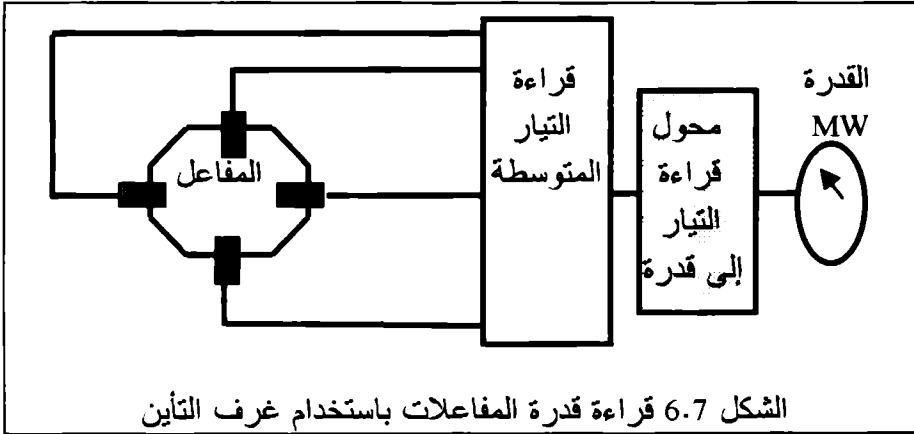 قراءة
التيار
المتوسطة
محول
قراءة
التيار
إلى قدرة
القدرة
MW
المفاعل
الشكل 6.7 قراءة قدرة المفاعلات باستخدام غرف التأين